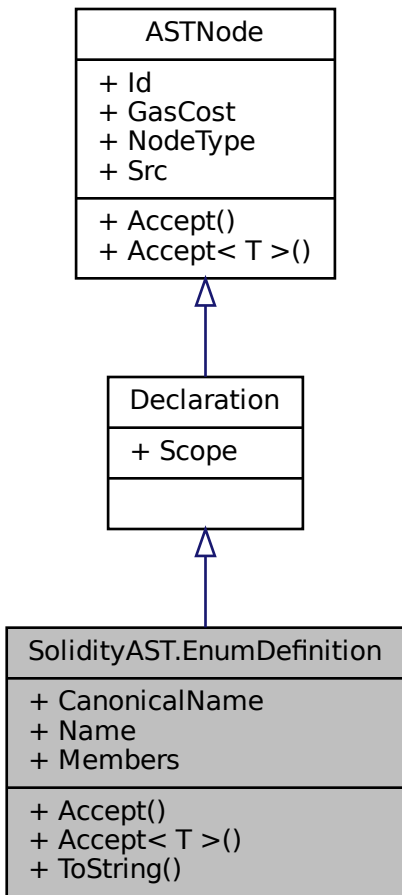 ASTNode
+ Id
+ GasCost
+ NodeType
+ Src
+ Accept()
+ Accept< T >()
Declaration
+ Scope
SolidityAST.EnumDefinition
+ CanonicalName
+ Name
+ Members
+ Accept()
+ Accept< T >()
+ ToString()